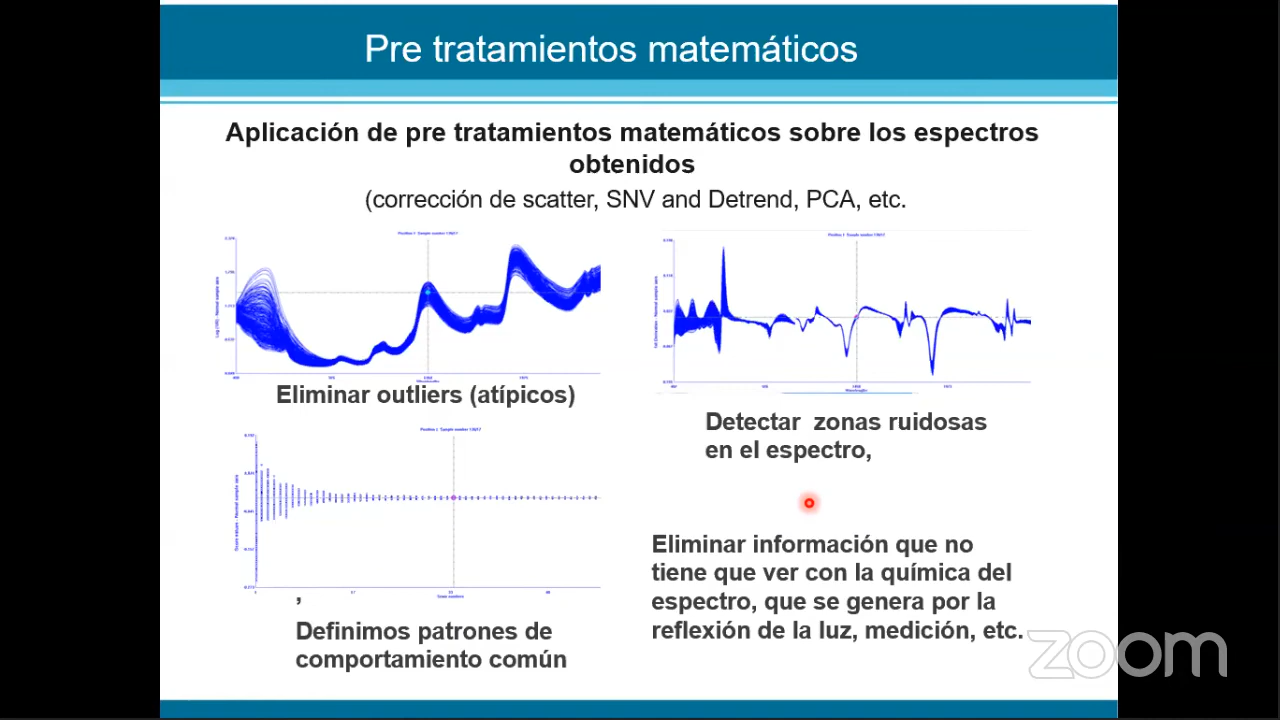 Pre tratamientos matemáticos
Aplicación de pre tratamientos matemáticos sobre los espectros
obtenidos
(corrección de scatter, SNV and Detrend, PCA, etc.
Eliminar outliers (atípicos)
Detectar zonas ruidosas
en el espectro,
,
Definimos patrones de
comportamiento común
Eliminar información que no
tiene que ver con la química del
espectro, que se genera por la
reflexión de la luz, medición, etc.
zoom